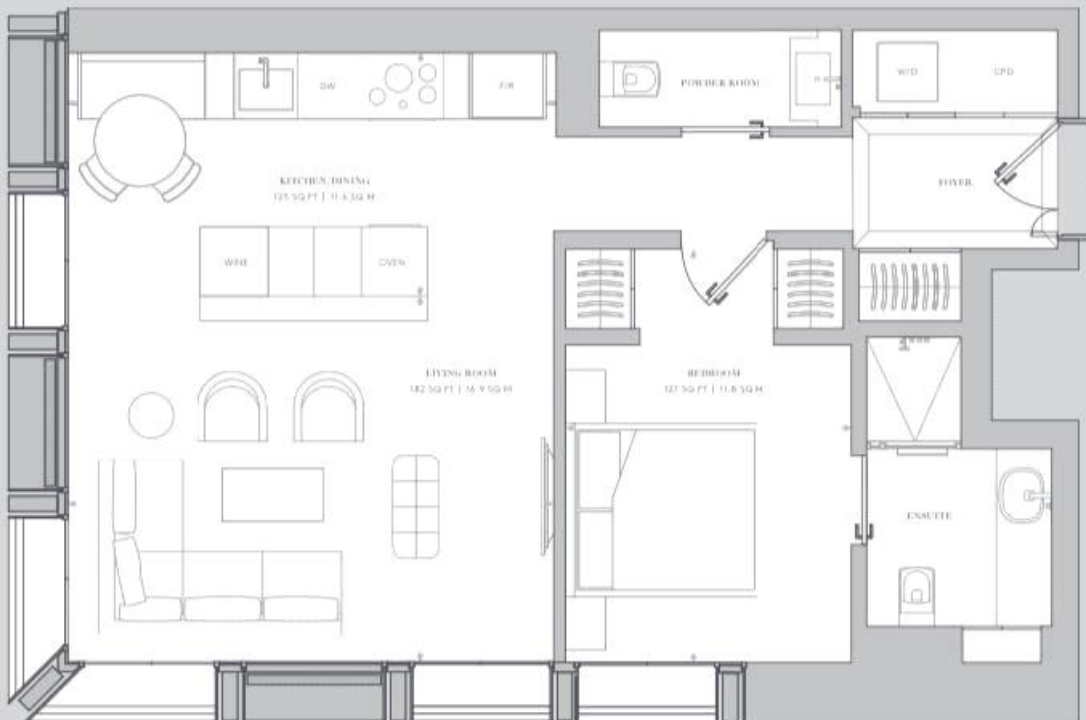 POWDER ROOM
W/D
CPD
DW
F/R
KITCHEN/DINING
125 SQ FT | 11.6 SQ M
FOYER
WINE
OVEN
LIVING ROOM
182 SQ FT | 16.9 SQ M
BEDROOM
127 SQ FT | 11.8 SQ M
ENSUITE